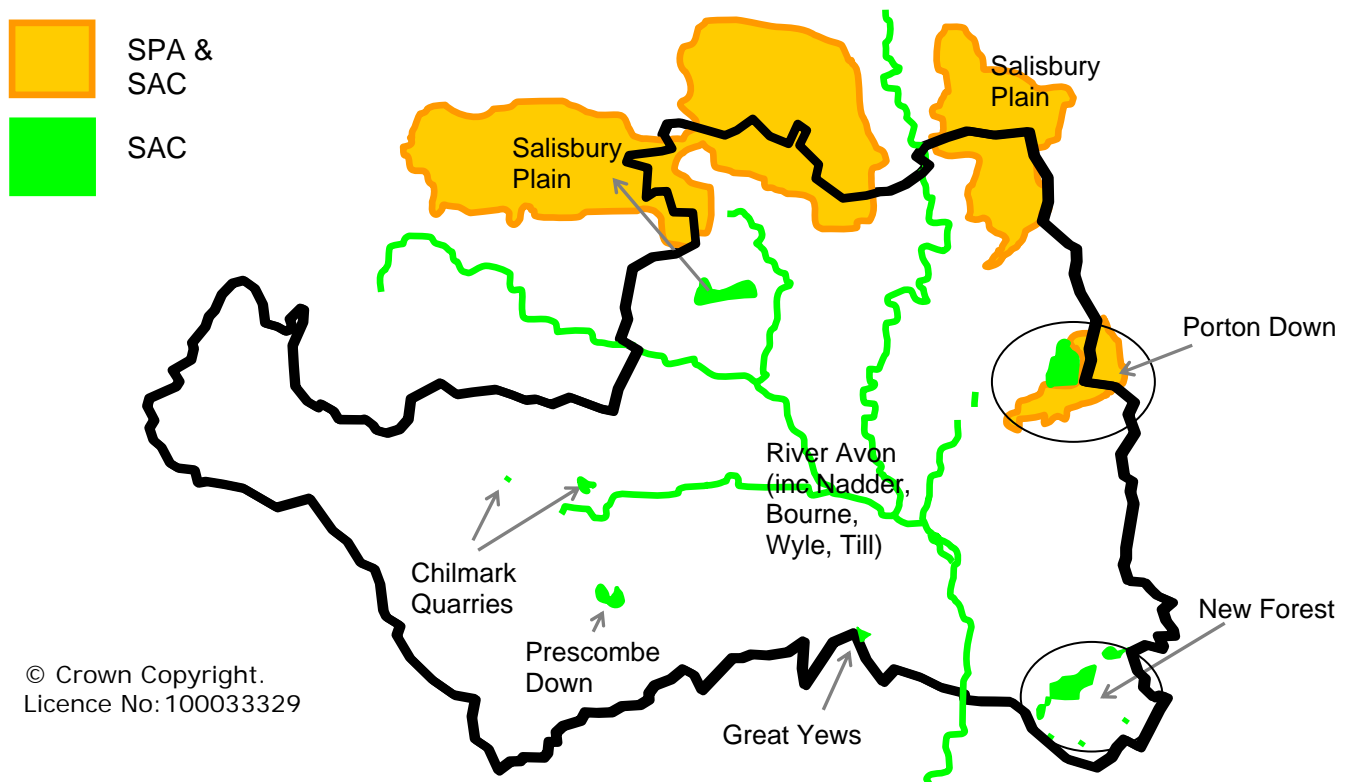 SPA &
SAC
SAC
Salisbury
Plain
Salisbury
Plain
Porton Down
River Avon
(inc Nadder,
Bourne,
Wyle, Till)
Chilmark
Quarries
New Forest
Prescombe
Down
Great Yews
© Crown Copyright.
Licence No: 100033329